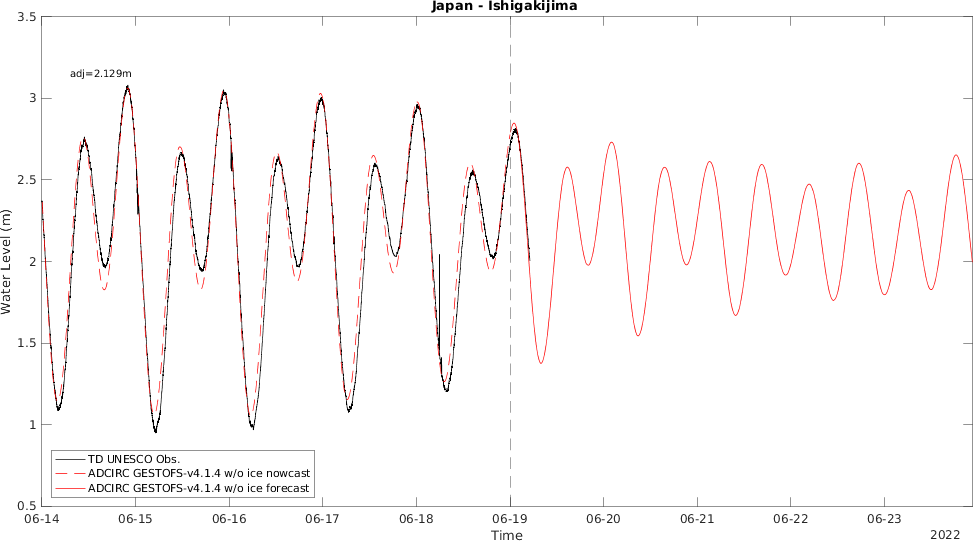 Japan - Ishigakijima
3.5
adj=2.129m
3
2.5
2
1.5
1
0.5
Water Level (m)
TD UNESCO Obs.
ADCIRC GESTOFS-v4.1.4 w/o ice nowcast
ADCIRC GESTOFS-v4.1.4 w/o ice forecast
06-14 06-15 06-16 06-17 06-18 06-19 06-20 06-21 06-22 06-23
Time
2022